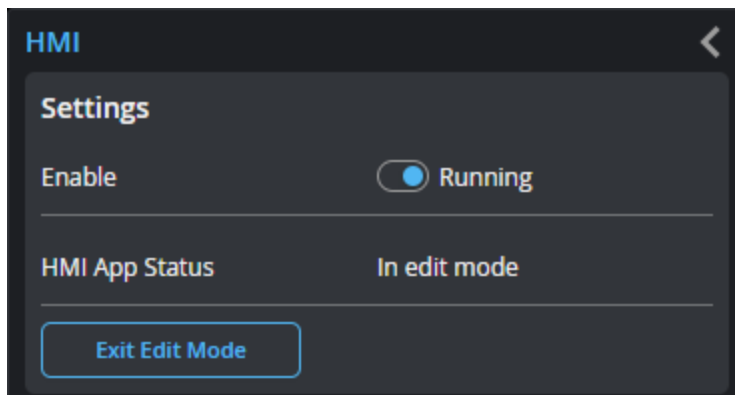 HMI
Settings
Enable Running
HMI App Status In edit mode
Exit Edit Mode